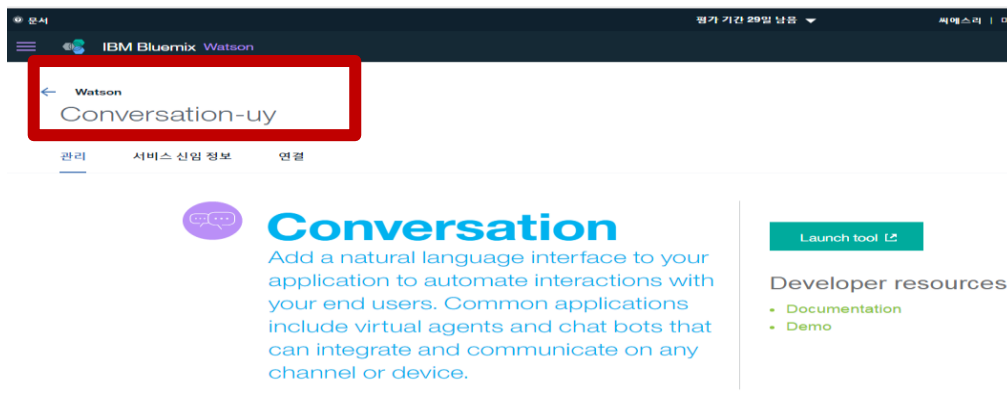 문서
평가 기간 29일 남음
씨에스리 |
IBM Bluemix Watson
← Watson
Conversation-uy
관리 서비스 신임 정보 연결
Conversation
Add a natural language interface to your
application to automate interactions with
your end users. Common applications
include virtual agents and chat bots that
can integrate and communicate on any
channel or device.
Launch tool
Developer resources
• Documentation
• Demo